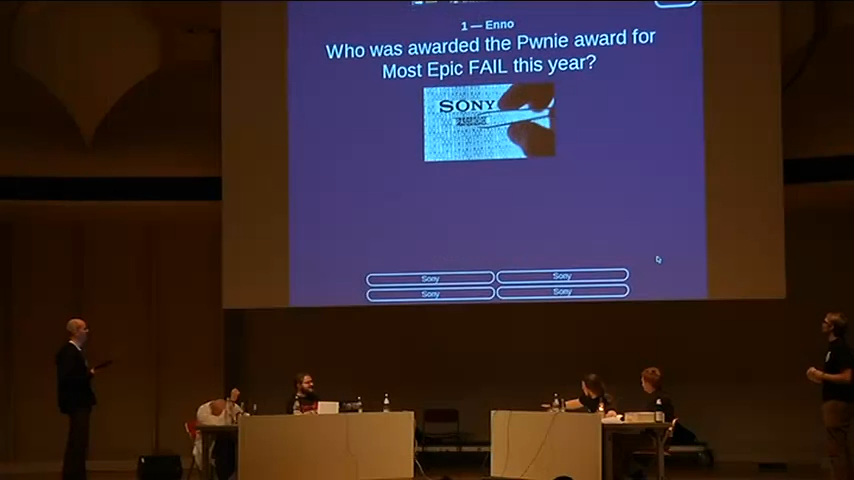 1 — Enno
Who was awarded the Pwnie award for
Most Epic FAIL this year?
SONY
Sony
Sony
Sony
Sony